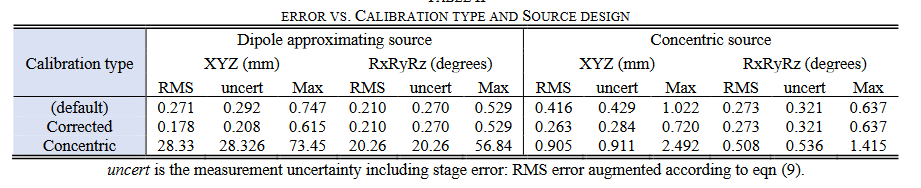 TABLE II
ERROR VS. CALIBRATION TYPE AND SOURCE DESIGN
Dipole approximating source Concentric source
Calibration type XYZ (mm) RxRyRz (degrees) XYZ (mm) RxRyRz (degrees)
RMS uncert Max RMS uncert Max RMS uncert Max RMS uncert Max
(default) 0.271 0.292 0.747 0.210 0.270 0.529 0.416 0.429 1.022 0.273 0.321 0.637
Corrected 0.178 0.208 0.615 0.210 0.270 0.529 0.263 0.284 0.720 0.273 0.321 0.637
Concentric 28.33 28.326 73.45 20.26 20.26 56.84 0.905 0.911 2.492 0.508 0.536 1.415
uncert is the measurement uncertainty including stage error: RMS error augmented according to eqn (9).